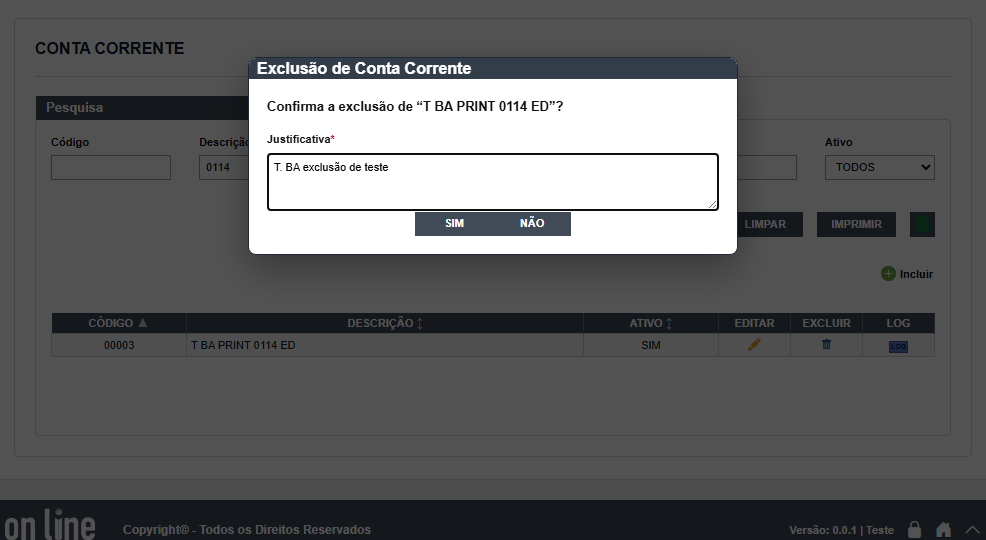 CONTA CORRENTE
Exclusão de Conta Corrente
Confirma a exclusão de “T BA PRINT 0114 ED”?
Justificativa*
T. BA exclusão de teste
SIM NÃO
Pesquisa
Código Descrição Ativo
0114 TODOS
LIMPAR IMPRIMIR
Incluir
CÓDIGO DESCRIÇÃO ATIVO EDITAR EXCLUIR LOG
00003 T BA PRINT 0114 ED SIM LOG
on line
Copyright© - Todos os Direitos Reservados
Versão: 0.0.1 | Teste